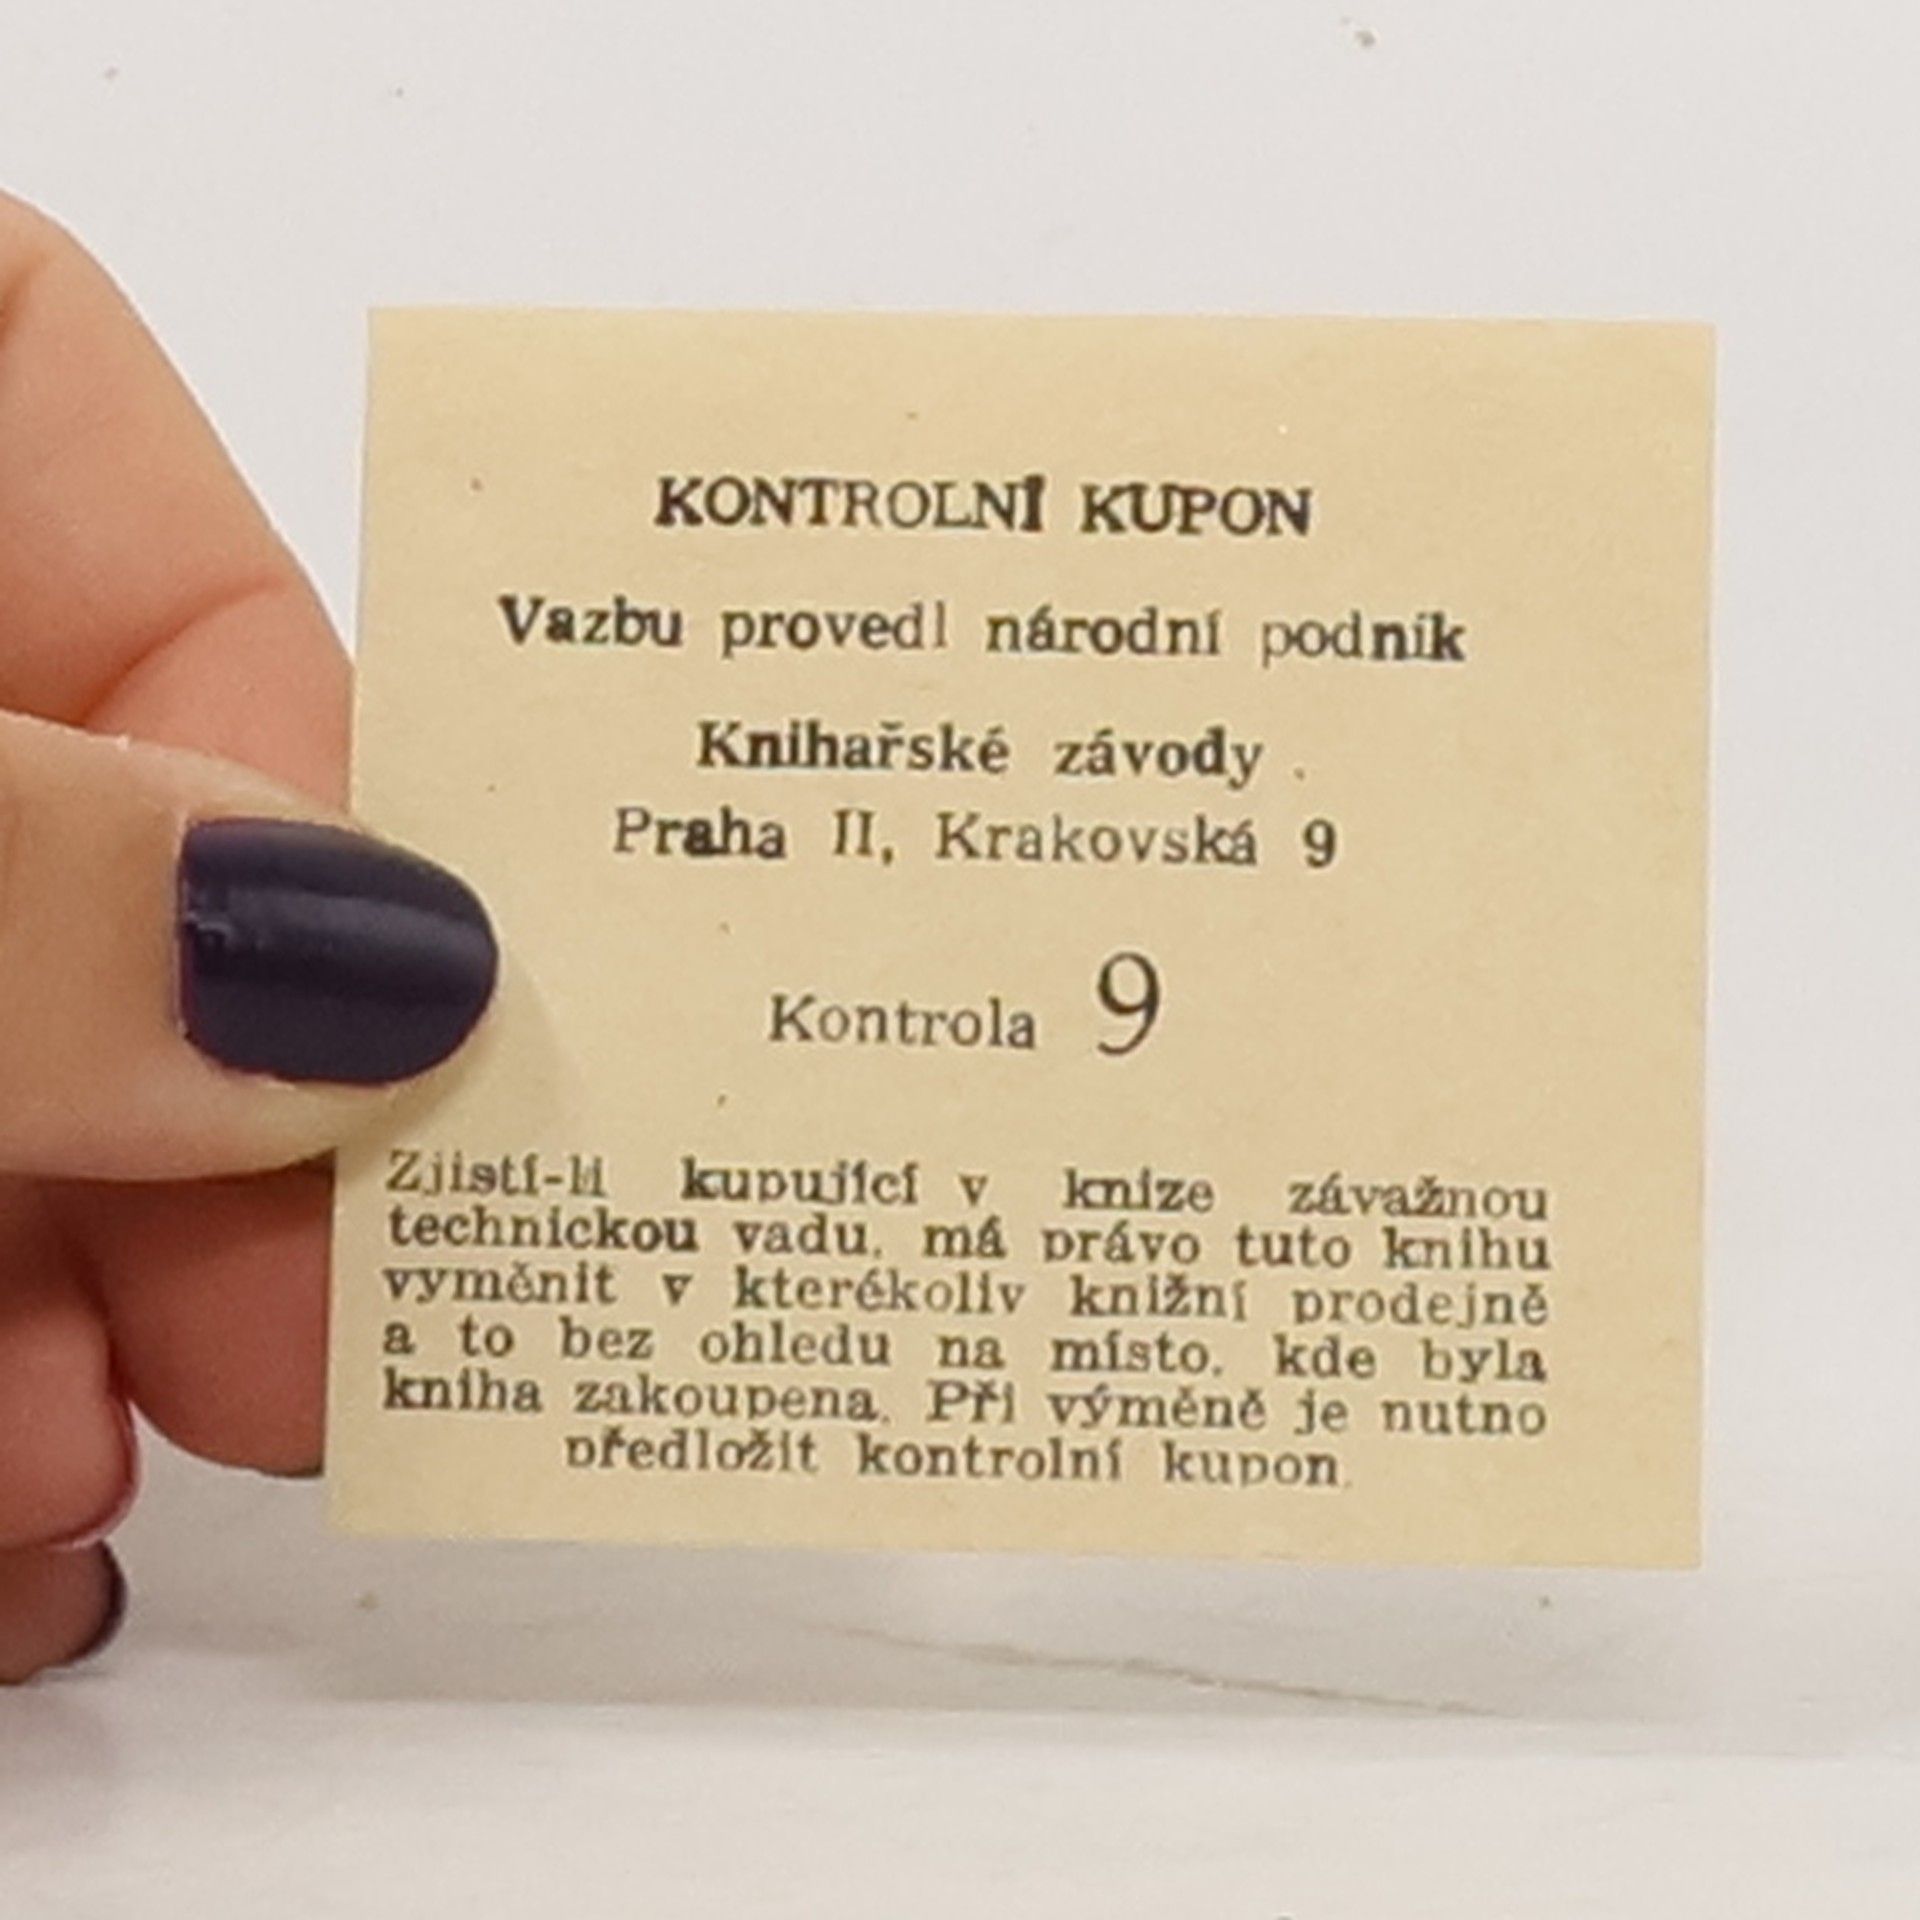 KONTROLNÍ KUPON
Vazbu provedl národní podnik
Knihařské závody .
Praha II, Krakovská 9
Kontrola 9
Zjistí-li kupující v knize závažnou
technickou vadu, má právo tuto knihu
vyměnit v kterékoliv knižní prodejně
a to bez ohledu na místo, kde byla
kniha zakoupena. Při výměně je nutno
předložit kontrolní kupon.